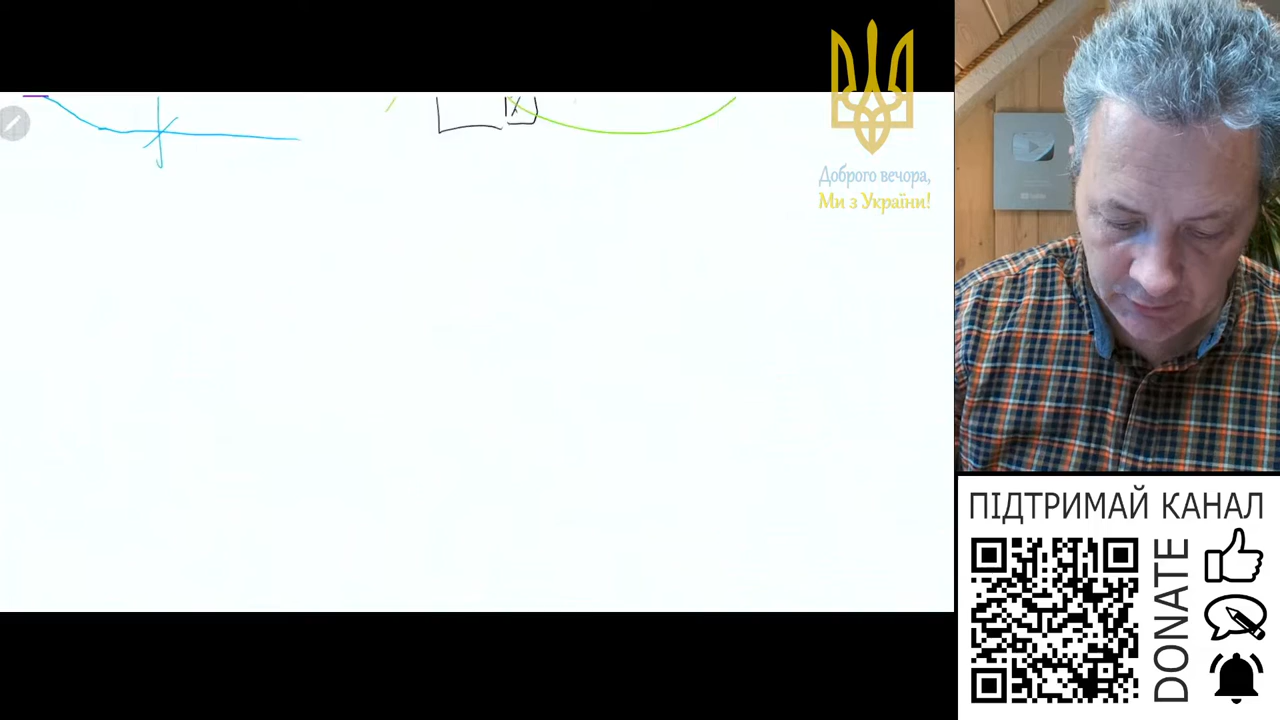 Доброго вечора,
Ми з України!
ПІДТРИМАЙ КАНАЛ
DONATE